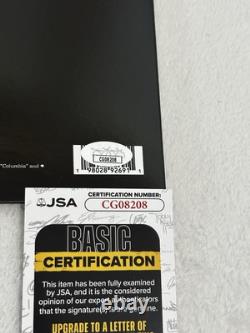 CG08208
1 98028 92691 1
"Columbia" and
JSA
CERTIFICATION NUMBER:
CG08208
BASIC
CERTIFICATION
This item has been fully examined
by JSA, and it is the considered
opinion of our expert authenticators
that the signature(s) is are genuine.
UPGRADE TO A LETTER OF
ebay